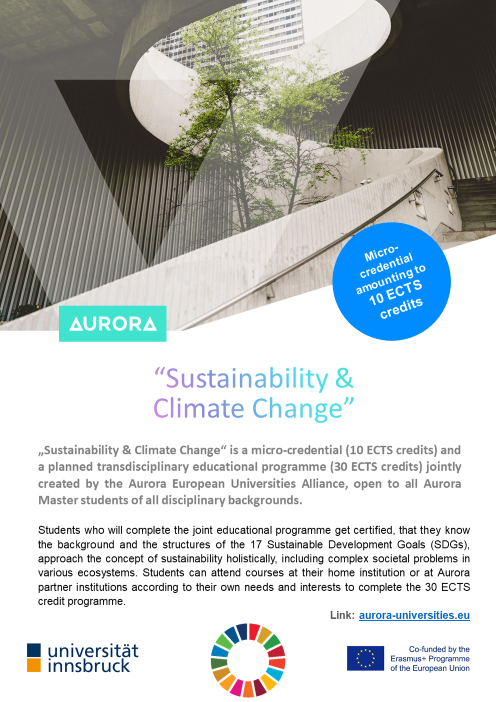 Micro-
credential
amounting to
10 ECTS
credits
AURORA
“Sustainability &
Climate Change”
„Sustainability & Climate Change“ is a micro-credential (10 ECTS credits) and
a planned transdisciplinary educational programme (30 ECTS credits) jointly
created by the Aurora European Universities Alliance, open to all Aurora
Master students of all disciplinary backgrounds.
Students who will complete the joint educational programme get certified, that they know
the background and the structures of the 17 Sustainable Development Goals (SDGs),
approach the concept of sustainability holistically, including complex societal problems in
various ecosystems. Students can attend courses at their home institution or at Aurora
partner institutions according to their own needs and interests to complete the 30 ECTS
credit programme.
Link: aurora-universities.eu
universität
innsbruck
Co-funded by the
Erasmus+ Programme
of the European Union